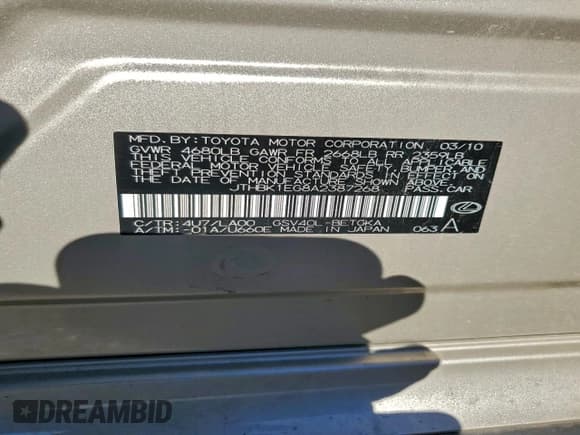 MFD. BY: TOYOTA MOTOR CORPORATION 03/10
GVWR 4680LB GAWR FR 2668LB RR 2359LB
THIS VEHICLE CONFORMS TO ALL APPLICABLE
FEDERAL MOTOR VEHICLE SAFETY, BUMPER, AND
THEFT PREVENTION STANDARDS IN EFFECT ON
THE DATE OF MANUFACTURE SHOWN ABOVE.
JTHBK1EG8A2387268 PASS.CAR
C/TR: 4U7/LA00 GSV40L-BETGKA
A/TM: -01A/U660E MADE IN JAPAN 063 A
DREAMBID